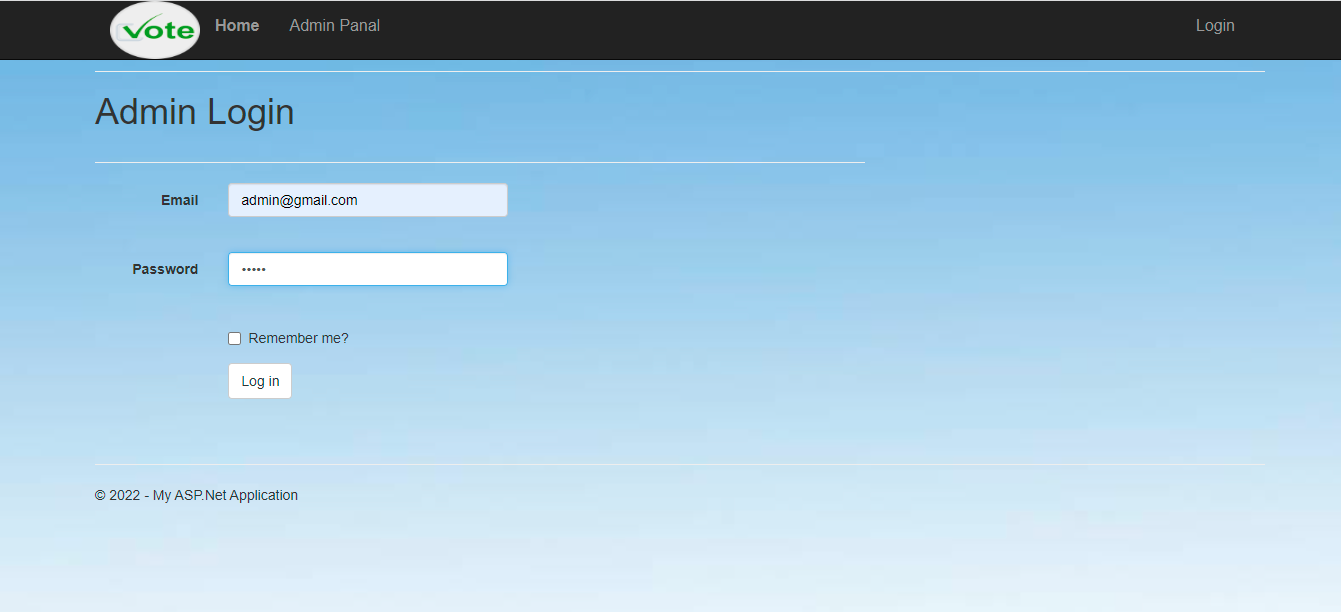 vote Home Admin Panal Login
Admin Login
Email admin@gmail.com
Password •••••
Remember me?
Log in
© 2022 - My ASP.Net Application